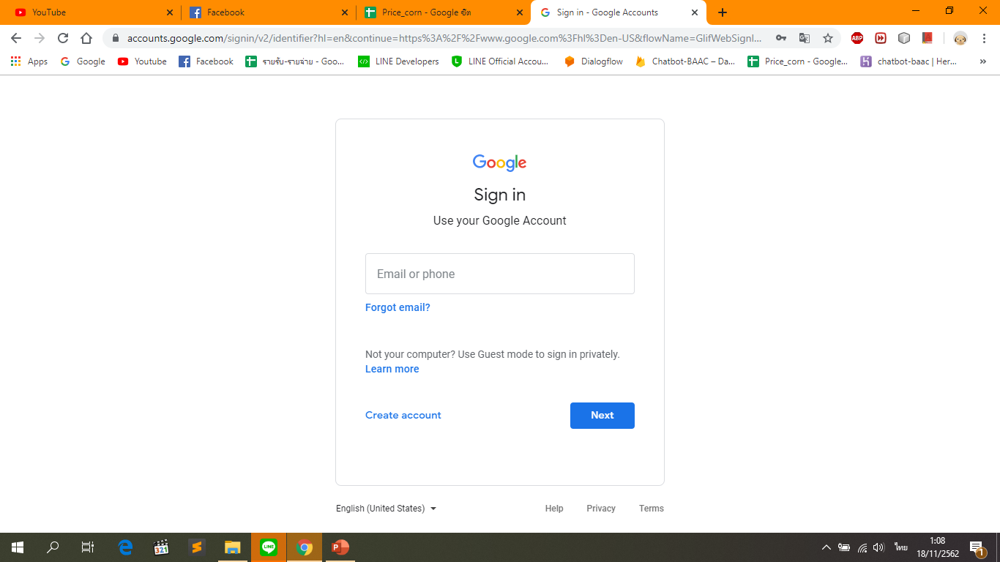 YouTube
Facebook
Price_corn - Google ชีต
Sign in - Google Accounts
accounts.google.com/signin/v2/identifier?hl=en&continue=https%3A%2F%2Fwww.google.com%3Fhl%3Den-US&flowName=GlifWebSignI...
ABP
Apps
Google
Youtube
Facebook
รายรับ-รายจ่าย - Goo...
LINE Developers
LINE Official Accou...
Dialogflow
Chatbot-BAAC – Da...
Price_corn - Google...
chatbot-baac | Her...
Google
Sign in
Use your Google Account
Email or phone
Forgot email?
Not your computer? Use Guest mode to sign in privately.
Learn more
Create account
Next
English (United States)
Help
Privacy
Terms
321
LINE
ไทย
1:08
18/11/2562
1